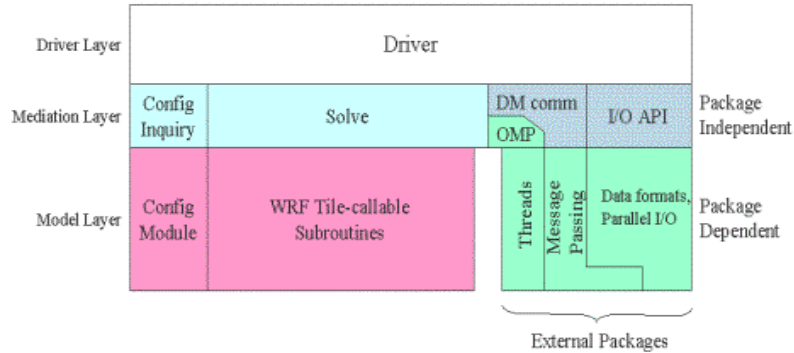 Driver Layer
Driver
Mediation Layer
Config
Inquiry
Solve
DM comm
OMP
I/O API
Package
Independent
Model Layer
Config
Module
WRF Tile-callable
Subroutines
Threads
Message
Passing
Data formats,
Parallel I/O
Package
Dependent
External Packages